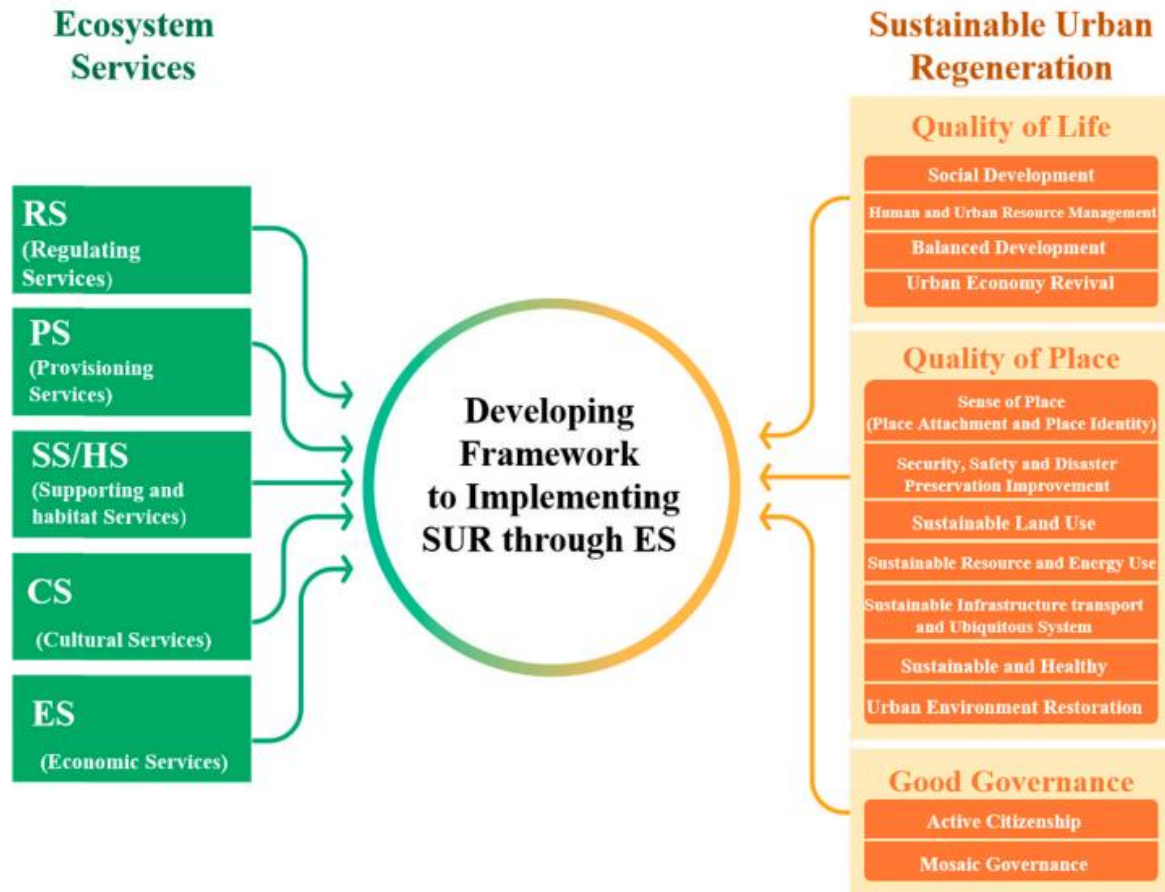 Ecosystem
Services
RS
(Regulating
Services)
PS
(Provisioning
Services)
SS/HS
(Supporting and
habitat Services)
CS
(Cultural Services)
ES
(Economic Services)
Developing
Framework
to Implementing
SUR through ES
Sustainable Urban
Regeneration
Quality of Life
Social Development
Human and Urban Resource Management
Balanced Development
Urban Economy Revival
Quality of Place
Sense of Place
(Place Attachment and Place Identity)
Security, Safety and Disaster
Preservation Improvement
Sustainable Land Use
Sustainable Resource and Energy Use
Sustainable Infrastructure transport
and Ubiquitous System
Sustainable and Healthy
Urban Environment Restoration
Good Governance
Active Citizenship
Mosaic Governance